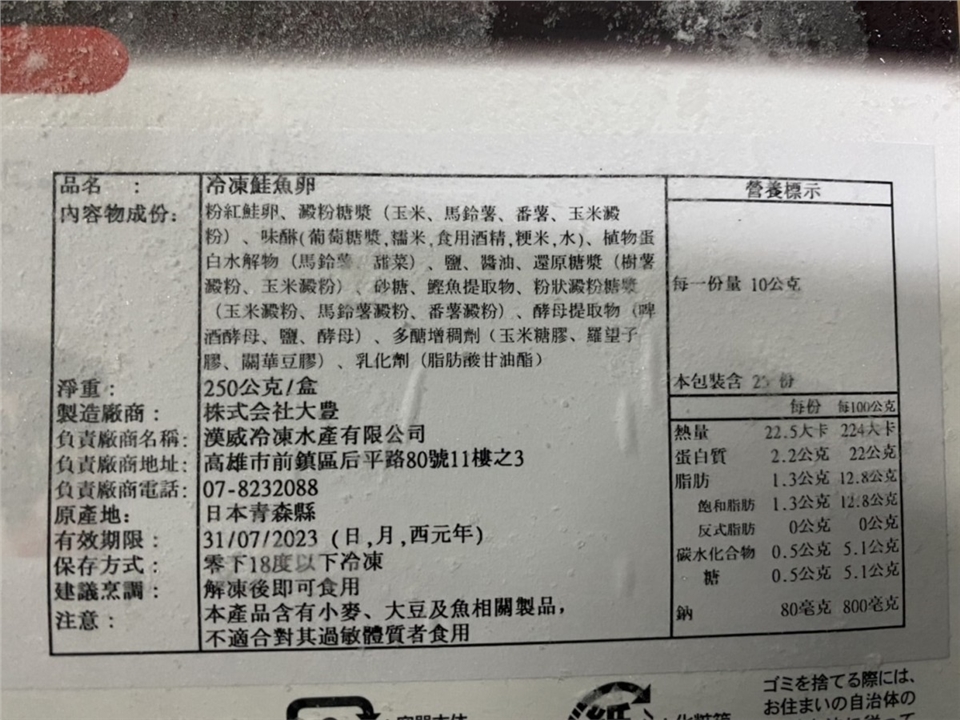 品名 ： 冷凍鮭魚卵
內容物成份: 粉紅鮭卵、澱粉糖漿（玉米、馬鈴薯、番薯、玉米澱
粉）、味醂(葡萄糖漿,糯米,食用酒精,粳米,水)、植物蛋
白水解物（馬鈴薯、甜菜）、鹽、醬油、還原糖漿（樹薯
澱粉、玉米澱粉）、砂糖、鰹魚提取物、粉狀澱粉糖漿
（玉米澱粉、馬鈴薯澱粉、番薯澱粉）、酵母提取物（啤
酒酵母、鹽、酵母）、多醣增稠劑（玉米糖膠、羅望子
膠、關華豆膠）、乳化劑（脂肪酸甘油酯）
淨重： 250公克/盒
製造廠商： 株式会社大豊
負責廠商名稱: 漢威冷凍水產有限公司
負責廠商地址: 高雄市前鎮區后平路80號11樓之3
負責廠商電話: 07-8232088
原產地: 日本青森縣
有效期限： 31/07/2023 (日,月,西元年)
保存方式： 零下18度以下冷凍
建議烹調： 解凍後即可食用
注意： 本產品含有小麥、大豆及魚相關製品，
不適合對其過敏體質者食用
營養標示
每一份量 10公克
本包裝含 份
每份 每100公克
熱量 22.5大卡 224大卡
蛋白質 2.2公克 22公克
脂肪 1.3公克 12.8公克
飽和脂肪 1.3公克 12.8公克
反式脂肪 0公克 0公克
碳水化合物 0.5公克 5.1公克
糖 0.5公克 5.1公克
鈉 80毫克 800毫克
紙
ゴミを捨てる際には、
お住まいの自治体の